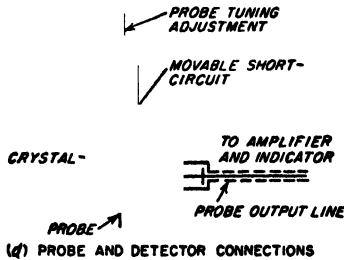 PROBE TUNING
ADJUSTMENT
MOVABLE SHORT-
CIRCUIT
CRYSTAL-
TO AMPLIFIER
AND INDICATOR
PROBE OUTPUT LINE
PROBE
(d) PROBE AND DETECTOR CONNECTIONS